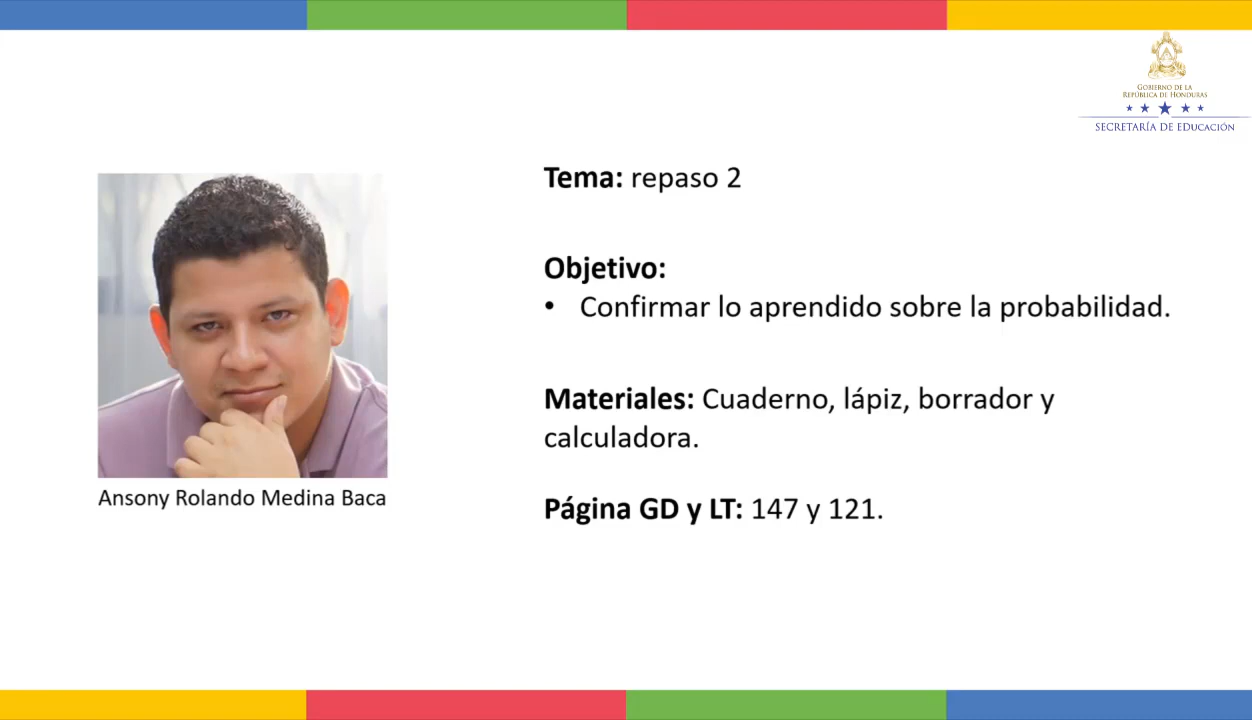 GOBIERNO DE LA
REPÚBLICA DE HONDURAS
SECRETARÍA DE EDUCACIÓN
Tema: repaso 2
Objetivo:
• Confirmar lo aprendido sobre la probabilidad.
Materiales: Cuaderno, lápiz, borrador y
calculadora.
Página GD y LT: 147 y 121.
Ansony Rolando Medina Baca